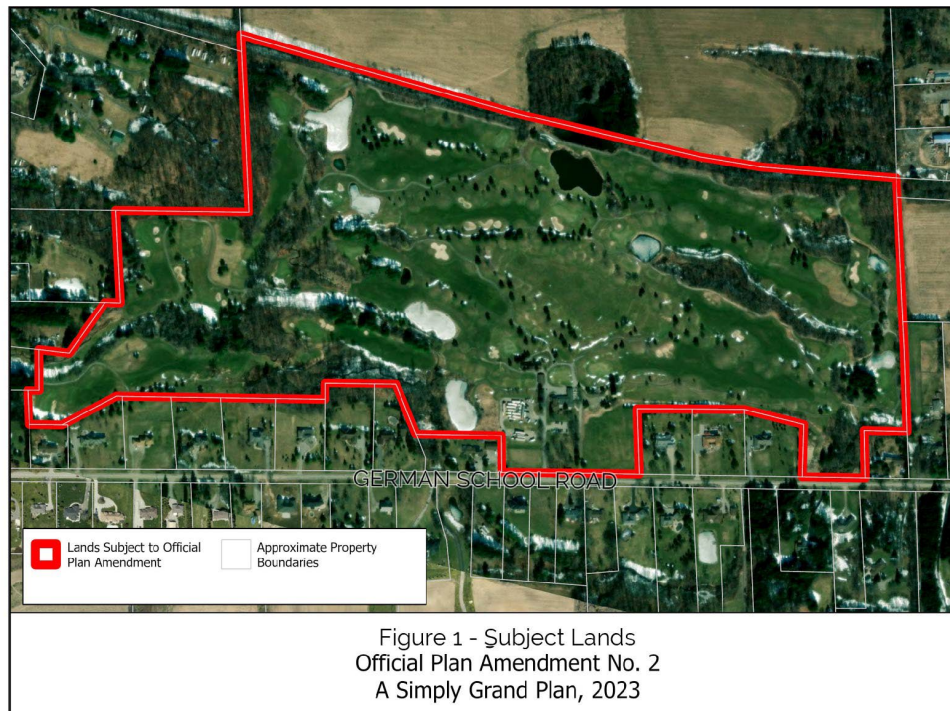 GERMAN SCHOOL ROAD
Lands Subject to Official
Plan Amendment
Approximate Property
Boundaries
Figure 1 - Subject Lands
Official Plan Amendment No. 2
A Simply Grand Plan, 2023